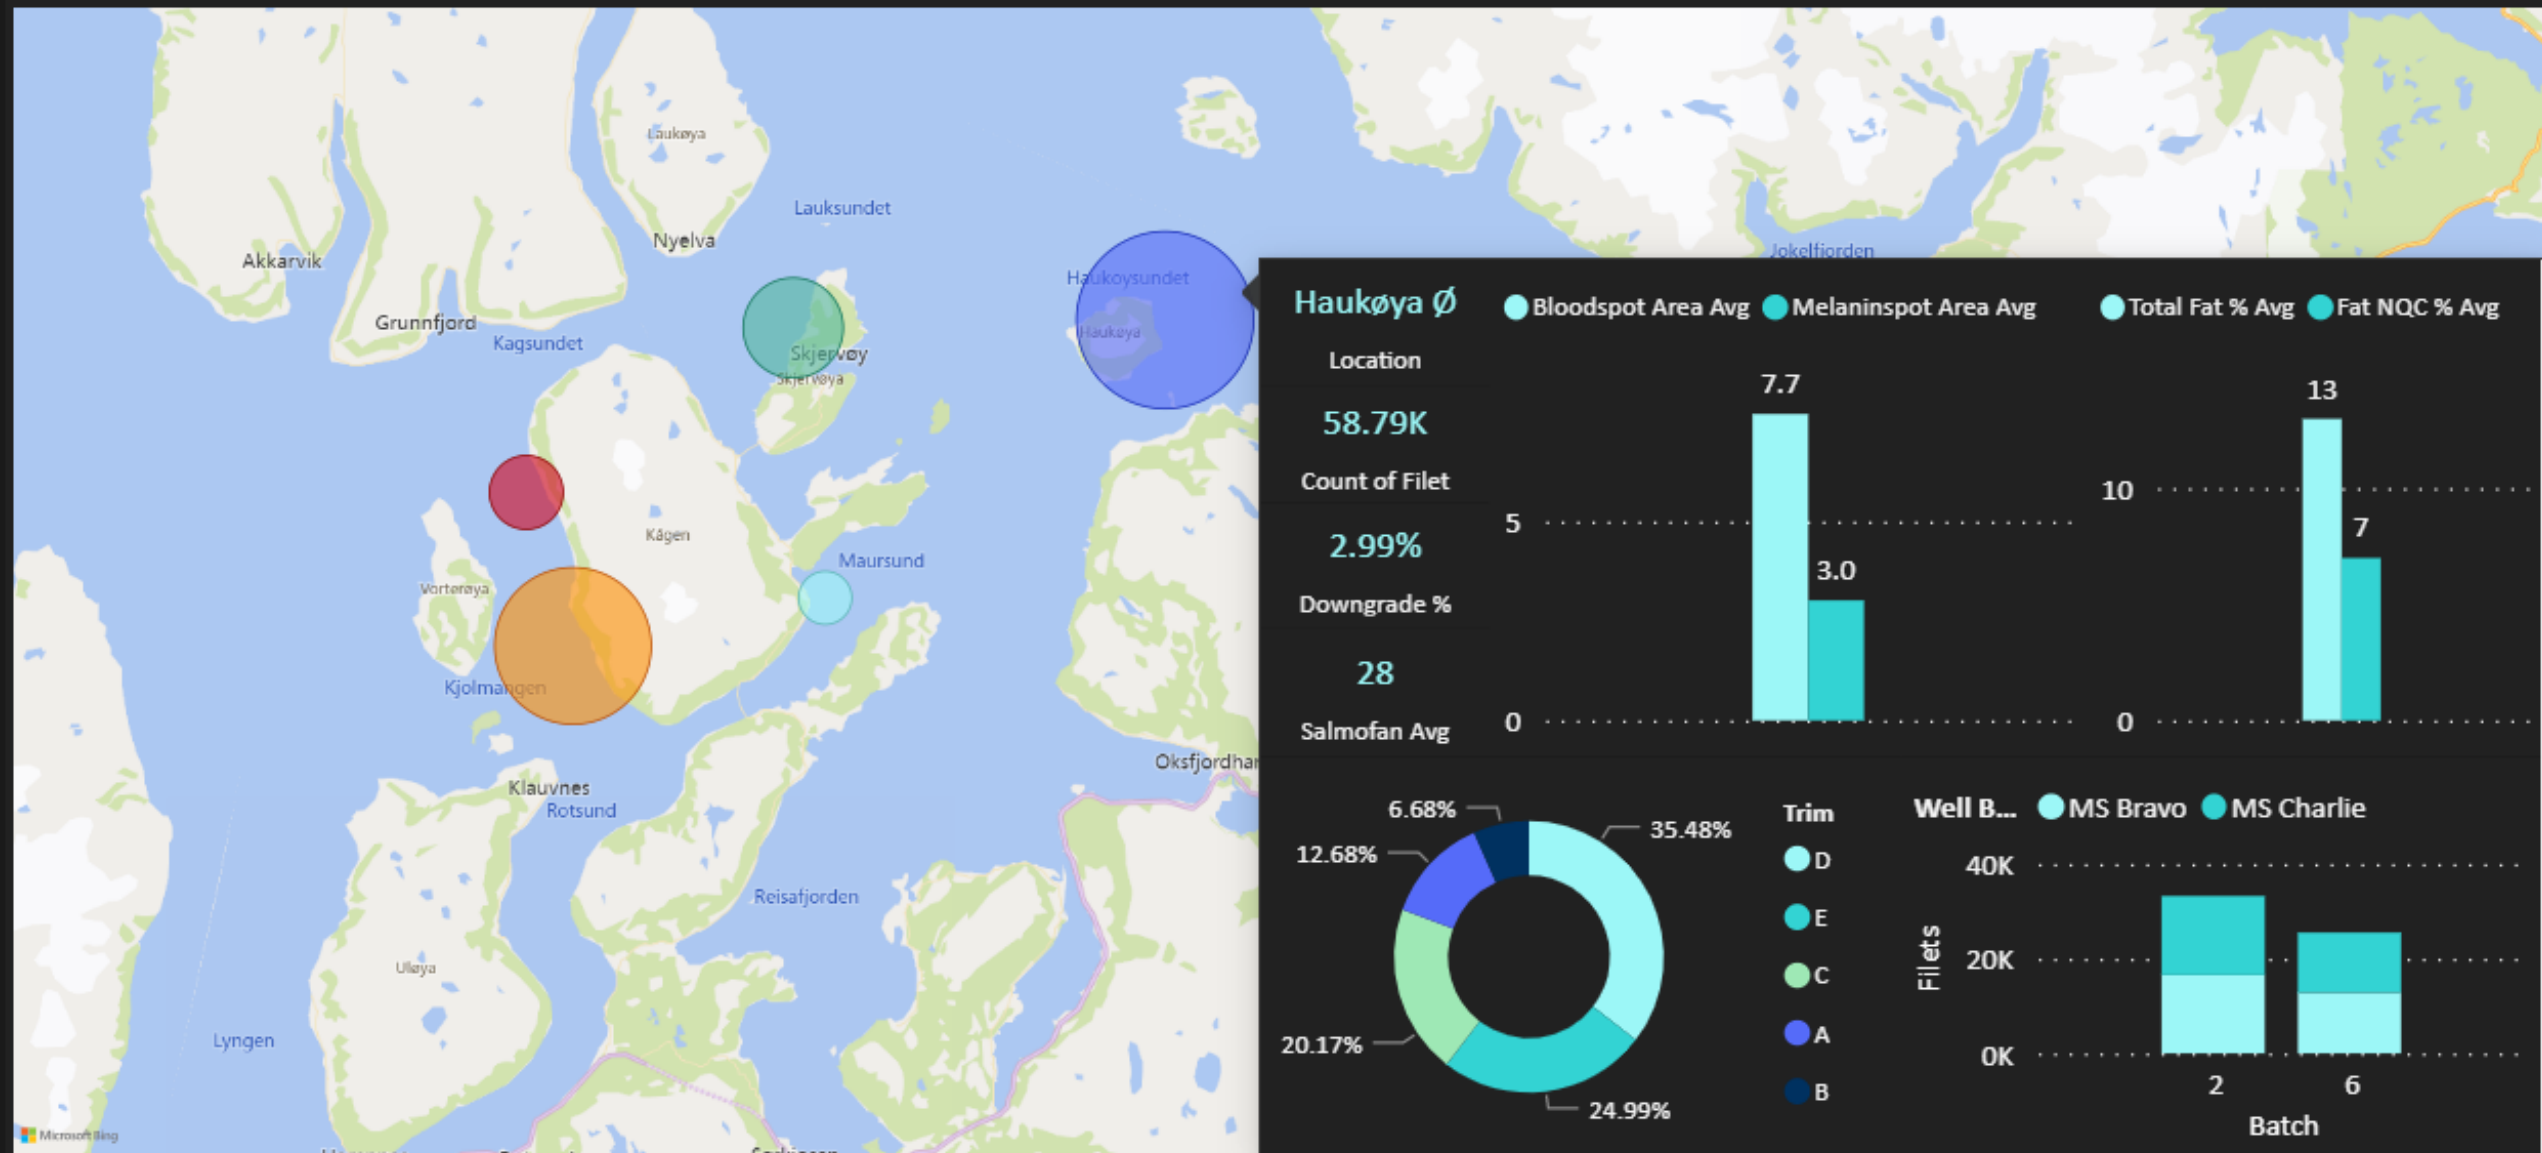 Laukøya
Lauksundet
Nyelva
Akkarvik
Haukoysundet
Jokelfjorden
Grunnfjord
Kagsundet
Haukøya
Skjervøy
Skjervøya
Kågen
Maursund
Vorterøya
Kjolmangen
Oksfjordhar
Klauvnes
Rotsund
Reisafjorden
Uløya
Lyngen
Microsoft Bing
Haukøya Ø
Location
58.79K
Count of Filet
2.99%
Downgrade %
28
Salmofan Avg
Bloodspot Area Avg Melaninspot Area Avg
7.7
5
3.0
0
Total Fat % Avg Fat NQC % Avg
13
10
7
0
6.68%
35.48%
12.68%
20.17%
24.99%
Trim
D
E
C
A
B
Well B... MS Bravo MS Charlie
40K
Filets
20K
0K
2 6
Batch